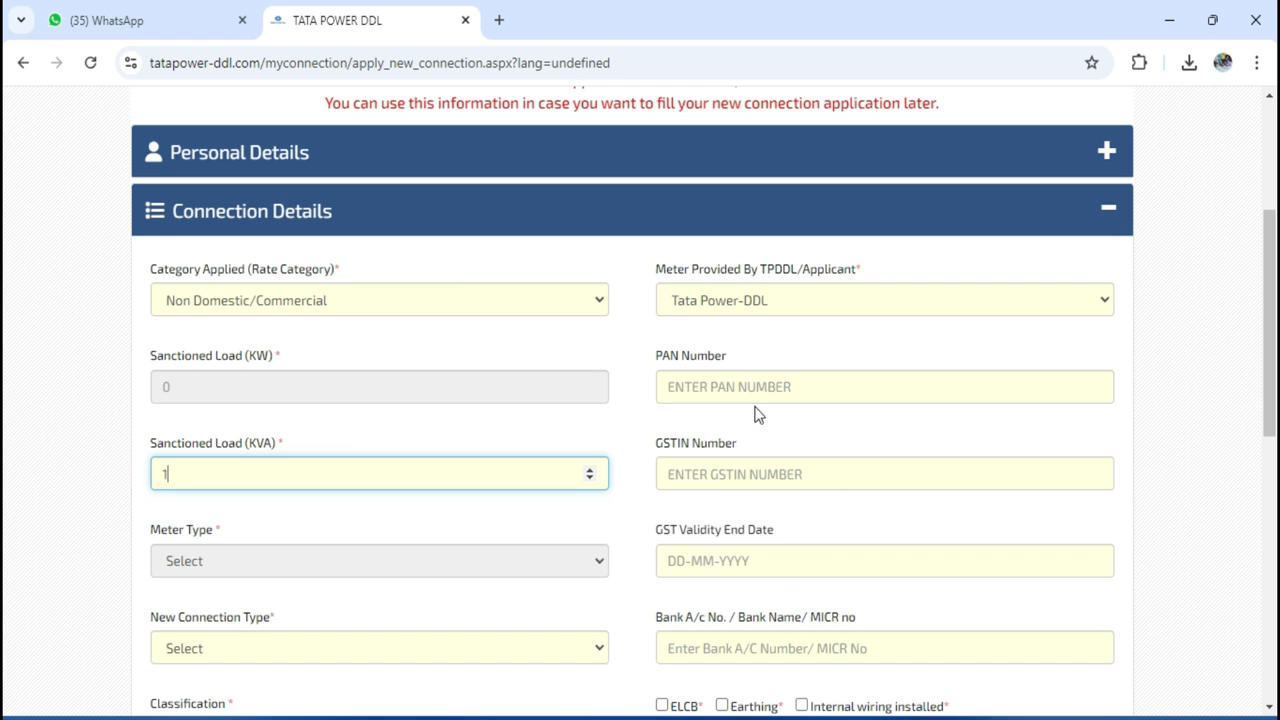 (35) WhatsApp
TATA POWER DDL
tatapower-ddl.com/myconnection/apply_new_connection.aspx?lang=undefined
You can use this information in case you want to fill your new connection application later.
Personal Details
Connection Details
Category Applied (Rate Category)*
Meter Provided By TPDDL/Applicant*
Non Domestic/Commercial
Tata Power-DDL
Sanctioned Load (KW) *
PAN Number
0
ENTER PAN NUMBER
Sanctioned Load (KVA) *
GSTIN Number
1
ENTER GSTIN NUMBER
Meter Type *
GST Validity End Date
Select
DD-MM-YYYY
New Connection Type*
Bank A/c No. / Bank Name/ MICR no
Select
Enter Bank A/C Number/ MICR No
Classification *
ELCB* Earthing* Internal wiring installed*